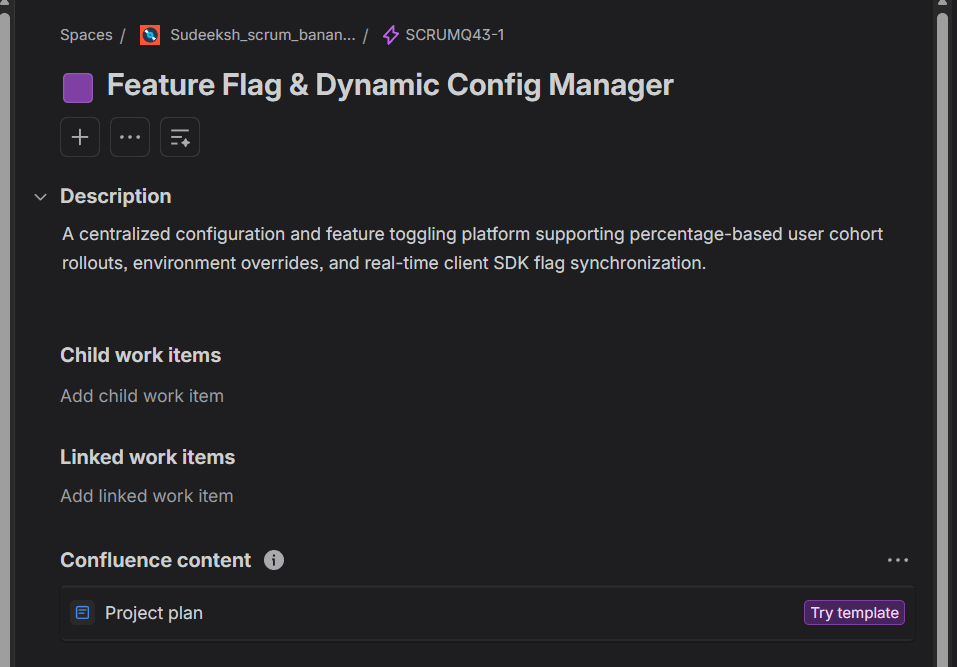 Spaces / Sudeeksh_scrum_banan... / SCRUMQ43-1
Feature Flag & Dynamic Config Manager
Description
A centralized configuration and feature toggling platform supporting percentage-based user cohort
rollouts, environment overrides, and real-time client SDK flag synchronization.
Child work items
Add child work item
Linked work items
Add linked work item
Confluence content
Project plan Try template